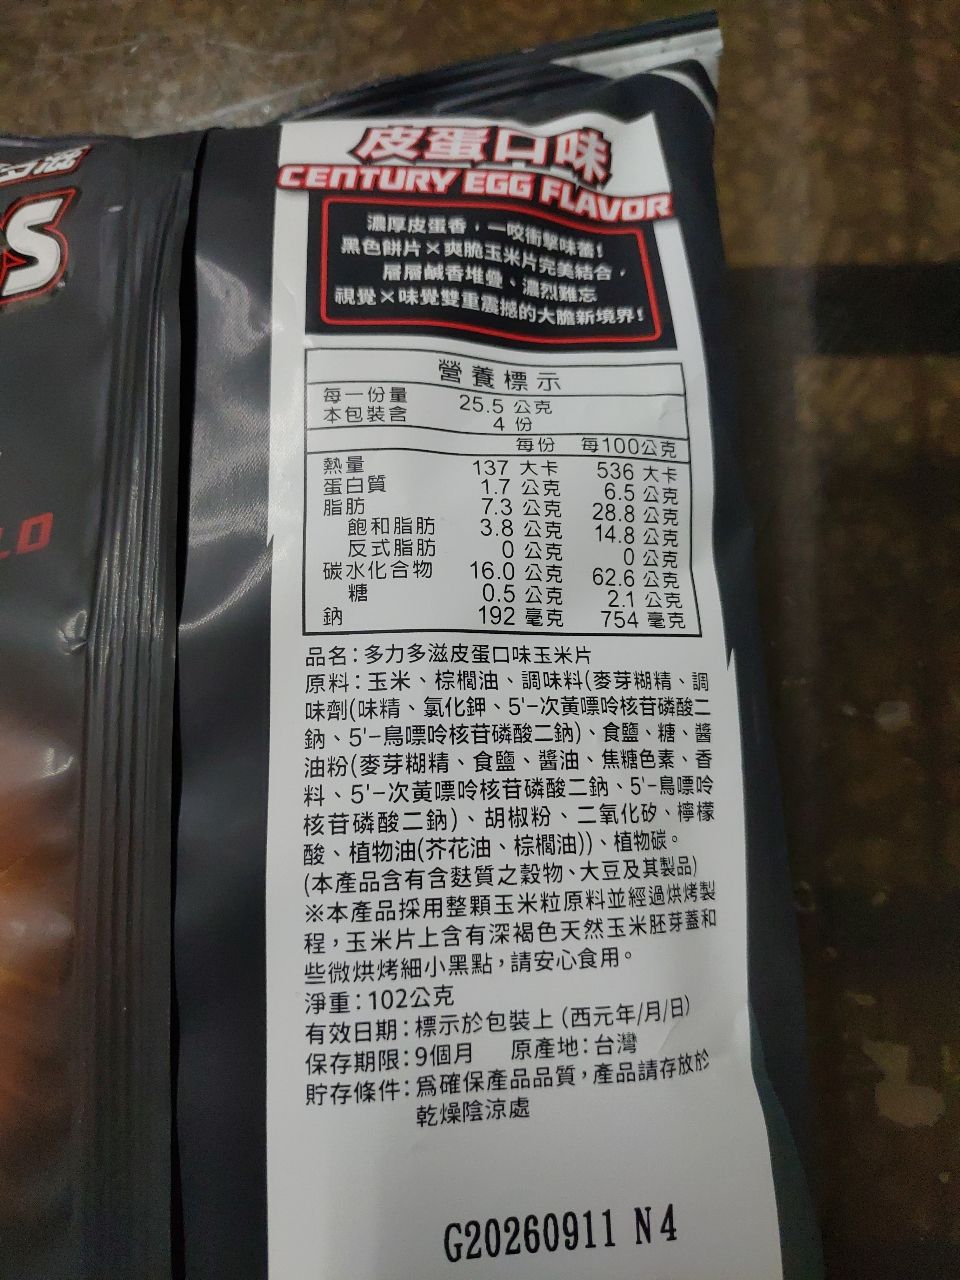 S
LD
皮蛋口味
CENTURY EGG FLAVOR
濃厚皮蛋香，一咬衝擊味蕾！
黑色餅片×爽脆玉米片完美結合，
層層鹹香堆疊、濃烈難忘
視覺×味覺雙重震撼的大膽新境界！
營養標示
每一份量 25.5 公克
本包裝含 4 份
每份 每100公克
熱量 137 大卡 536 大卡
蛋白質 1.7 公克 6.5 公克
脂肪 7.3 公克 28.8 公克
飽和脂肪 3.8 公克 14.8 公克
反式脂肪 0 公克 0 公克
碳水化合物 16.0 公克 62.6 公克
糖 0.5 公克 2.1 公克
鈉 192 毫克 754 毫克
品名：多力多滋皮蛋口味玉米片
原料：玉米、棕櫚油、調味料(麥芽糊精、調
味劑(味精、氯化鉀、5'-次黃嘌呤核苷磷酸二
鈉、5'-鳥嘌呤核苷磷酸二鈉)、食鹽、糖、醬
油粉(麥芽糊精、食鹽、醬油、焦糖色素、香
料、5'-次黃嘌呤核苷磷酸二鈉、5'-鳥嘌呤
核苷磷酸二鈉)、胡椒粉、二氧化矽、檸檬
酸、植物油(芥花油、棕櫚油))、植物碳。
(本產品含有含麩質之穀物、大豆及其製品)
※本產品採用整顆玉米粒原料並經過烘烤製
程，玉米片上含有深褐色天然玉米胚芽蓋和
些微烘烤細小黑點，請安心食用。
淨重：102公克
有效日期：標示於包裝上 (西元年/月/日)
保存期限：9個月 原產地：台灣
貯存條件：為確保產品品質，產品請存放於
乾燥陰涼處
G20260911 N4